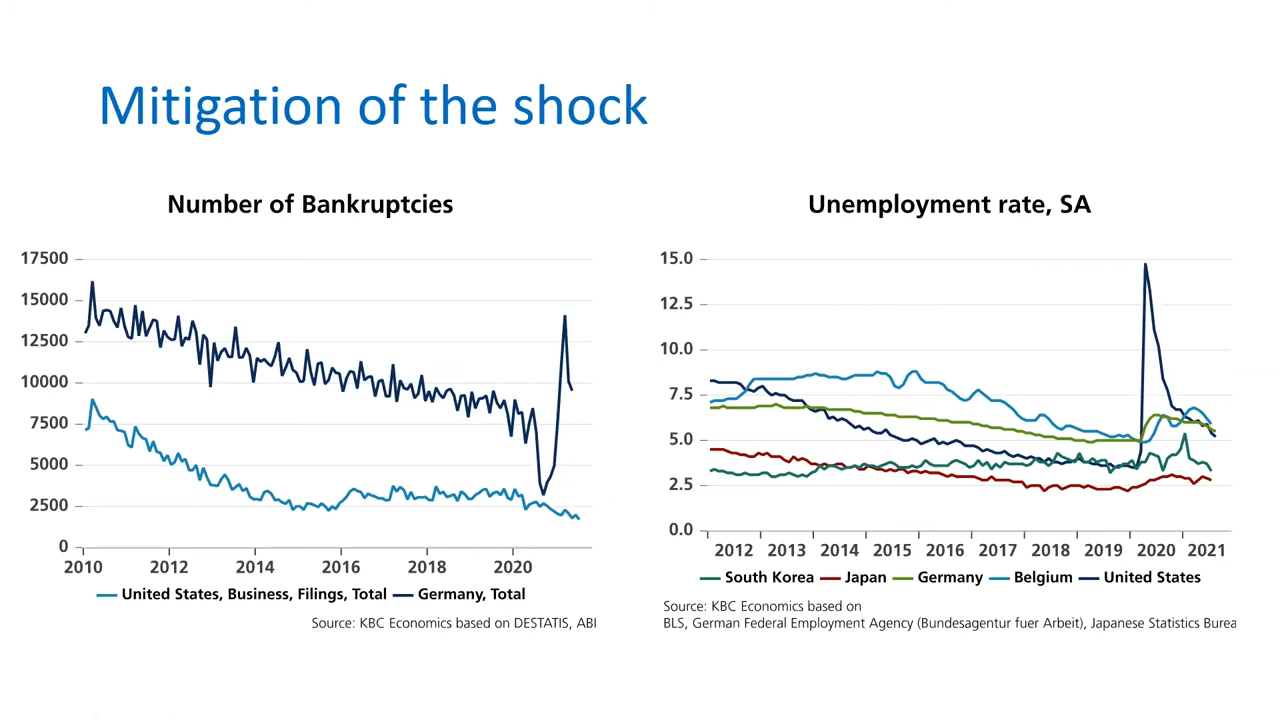 Mitigation of the shock
Number of Bankruptcies
17500
15000
12500
10000
7500
5000
2500
0
2010 2012 2014 2016 2018 2020
United States, Business, Filings, Total Germany, Total
Source: KBC Economics based on DESTATIS, ABI
Unemployment rate, SA
15.0
12.5
10.0
7.5
5.0
2.5
0.0
2012 2013 2014 2015 2016 2017 2018 2019 2020 2021
South Korea Japan Germany Belgium United States
Source: KBC Economics based on
BLS, German Federal Employment Agency (Bundesagentur fuer Arbeit), Japanese Statistics Burea